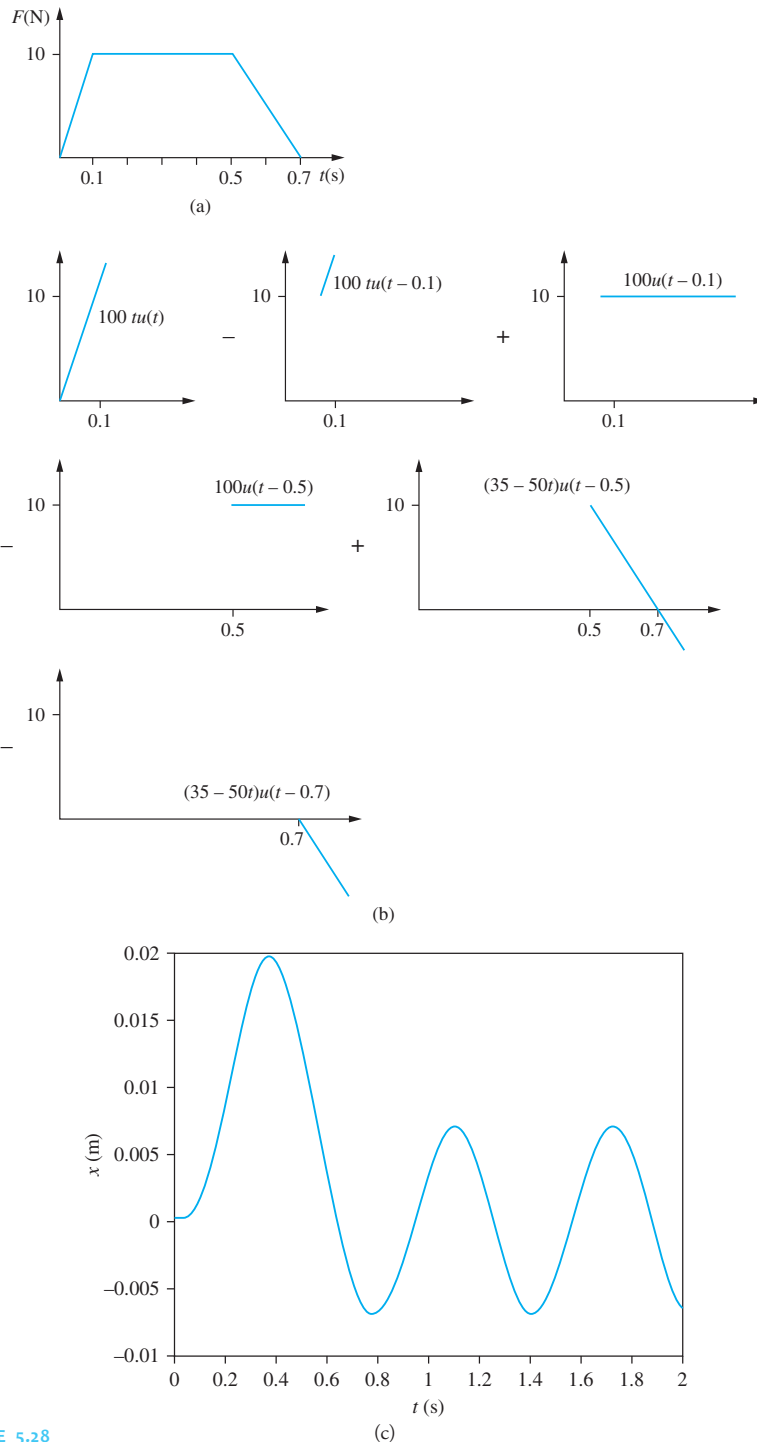 F(N)
10
0.1
0.5
0.7
t(s)
(a)
10
100 tu(t)
0.1
–
10
100 tu(t – 0.1)
0.1
+
10
100u(t – 0.1)
0.1
–
10
100u(t – 0.5)
0.5
+
10
(35 – 50t)u(t – 0.5)
0.5
0.7
–
10
(35 – 50t)u(t – 0.7)
0.7
(b)
0.02
0.015
0.01
0.005
0
–0.005
–0.01
x (m)
0 0.2 0.4 0.6 0.8 1 1.2 1.4 1.6 1.8 2
t (s)
(c)
E 5.28